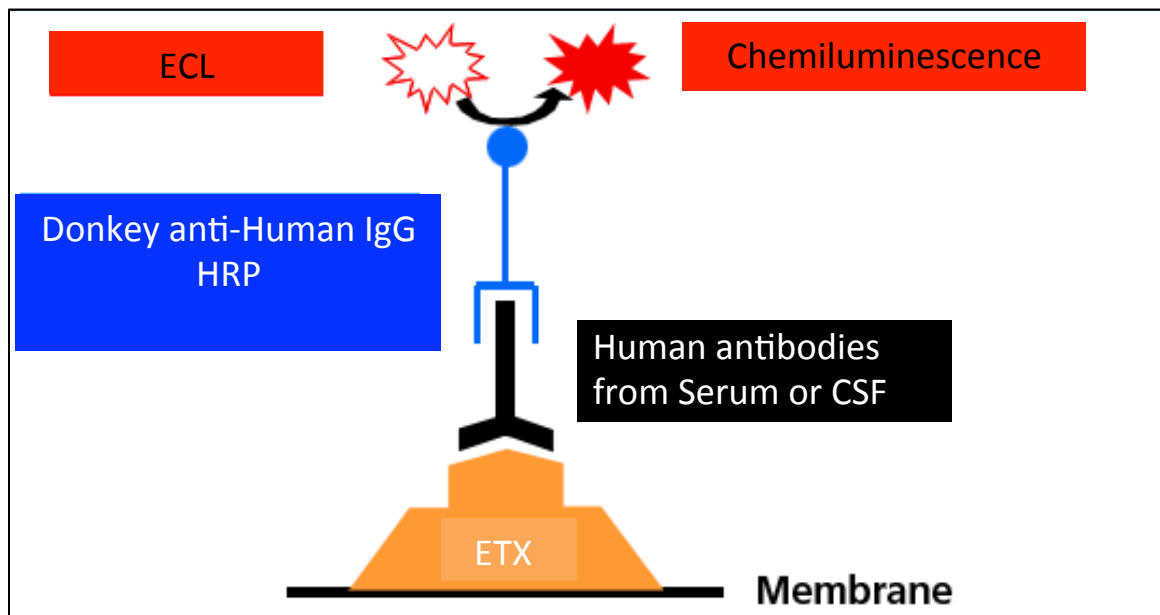 ECL
Chemiluminescence
Donkey anti-Human IgG
HRP
Human antibodies
from Serum or CSF
ETX
Membrane